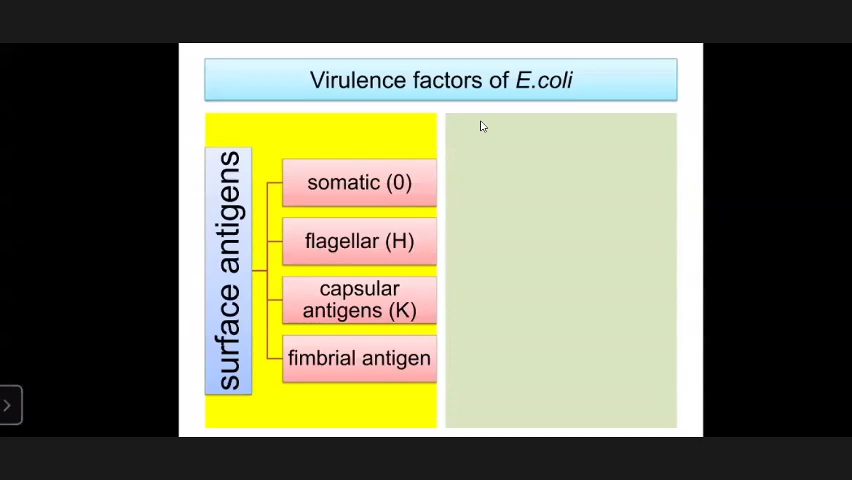 Virulence factors of E.coli
surface antigens
somatic (0)
flagellar (H)
capsular
antigens (K)
fimbrial antigen